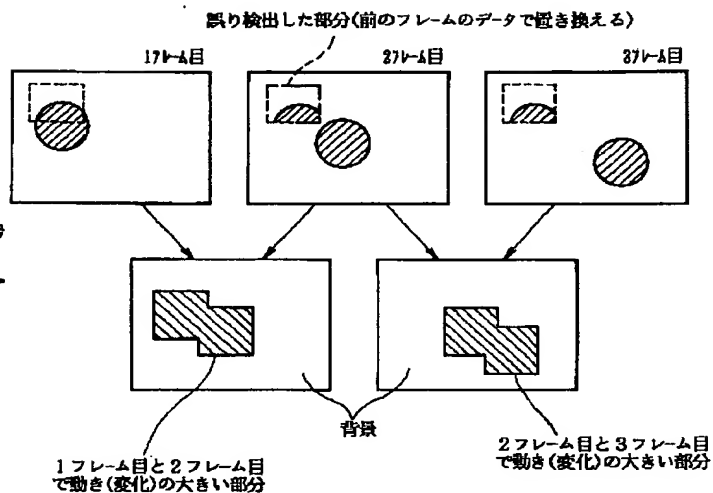 誤り検出した部分(前のフレームのデータで置き換える)
1フレーム目
2フレーム目
3フレーム目
背景
1フレーム目と2フレーム目
で動き(変化)の大きい部分
2フレーム目と3フレーム目
で動き(変化)の大きい部分